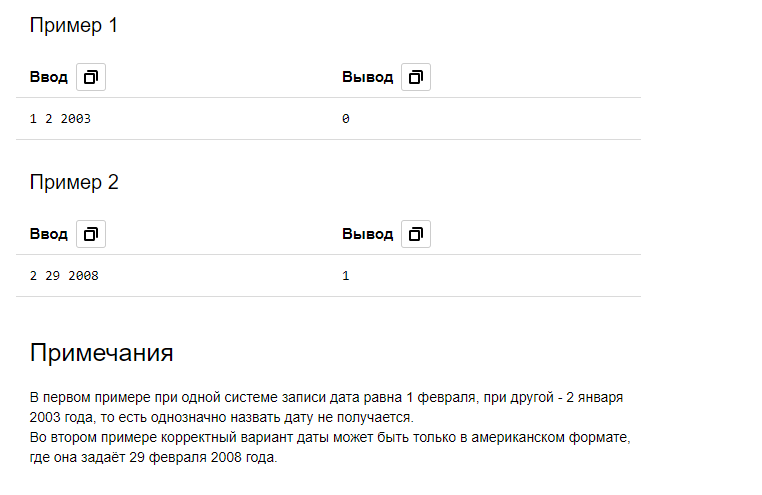 Пример 1
Ввод Вывод
1 2 2003 0
Пример 2
Ввод Вывод
2 29 2008 1
Примечания
В первом примере при одной системе записи дата равна 1 февраля, при другой - 2 января
2003 года, то есть однозначно назвать дату не получается.
Во втором примере корректный вариант даты может быть только в американском формате,
где она задаёт 29 февраля 2008 года.